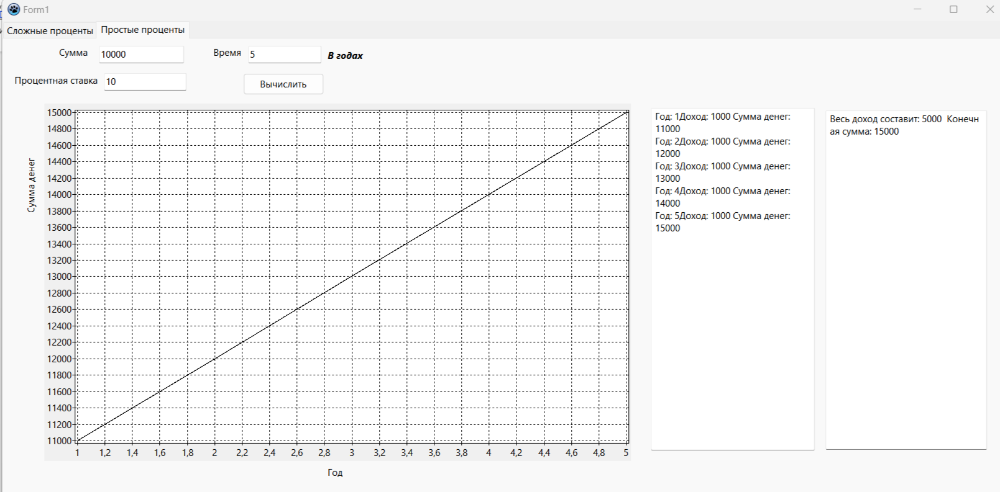 Form1
Сложные проценты
Простые проценты
Сумма
10000
Время
5
В годах
Процентная ставка
10
Вычислить
Сумма денег
15000
14800
14600
14400
14200
14000
13800
13600
13400
13200
13000
12800
12600
12400
12200
12000
11800
11600
11400
11200
11000
1 1,2 1,4 1,6 1,8 2 2,2 2,4 2,6 2,8 3 3,2 3,4 3,6 3,8 4 4,2 4,4 4,6 4,8 5
Год
Год: 1Доход: 1000 Сумма денег:
11000
Год: 2Доход: 1000 Сумма денег:
12000
Год: 3Доход: 1000 Сумма денег:
13000
Год: 4Доход: 1000 Сумма денег:
14000
Год: 5Доход: 1000 Сумма денег:
15000
Весь доход составит: 5000  Конечн
ая сумма: 15000